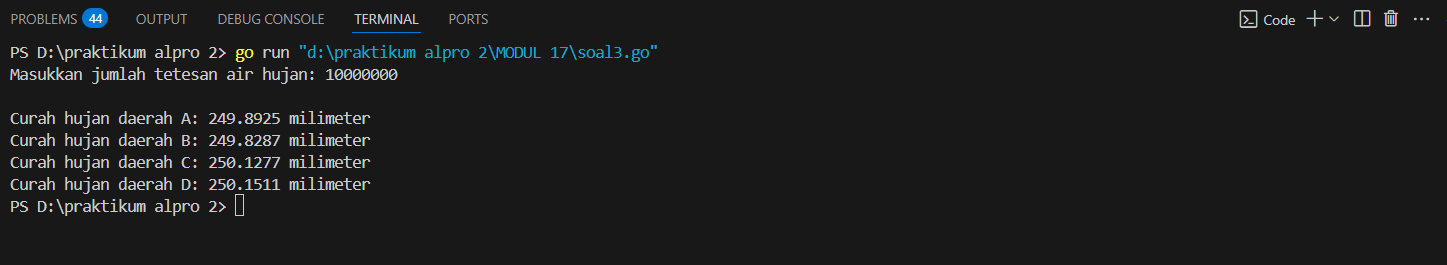 PROBLEMS 44 OUTPUT DEBUG CONSOLE TERMINAL PORTS Code
PS D:\praktikum alpro 2> go run "d:\praktikum alpro 2\MODUL 17\soal3.go"
Masukkan jumlah tetesan air hujan: 10000000
Curah hujan daerah A: 249.8925 milimeter
Curah hujan daerah B: 249.8287 milimeter
Curah hujan daerah C: 250.1277 milimeter
Curah hujan daerah D: 250.1511 milimeter
PS D:\praktikum alpro 2>